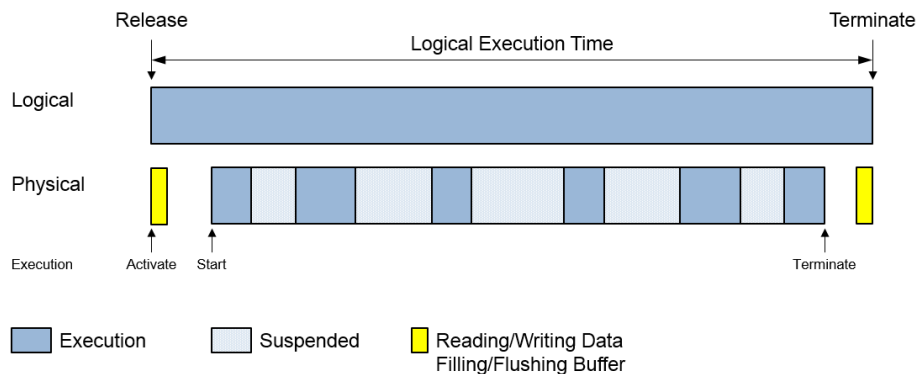 Release
Terminate
Logical Execution Time
Logical
Physical
Execution
Activate
Start
Terminate
Execution
Suspended
Reading/Writing Data
Filling/Flushing Buffer